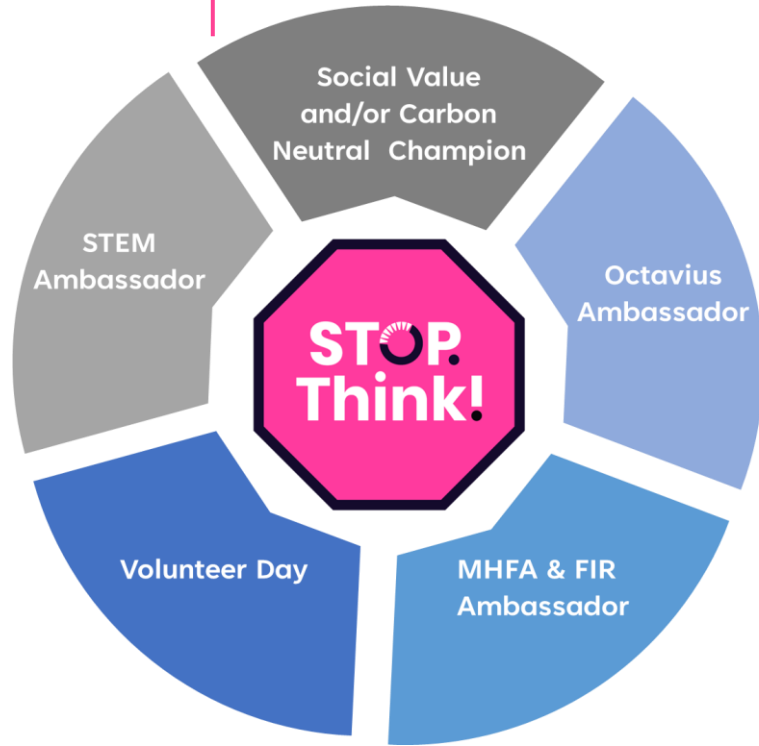 Social Value
and/or Carbon
Neutral Champion
STEM
Ambassador
Octavius
Ambassador
STOP.
Think!
Volunteer Day
MHFA & FIR
Ambassador